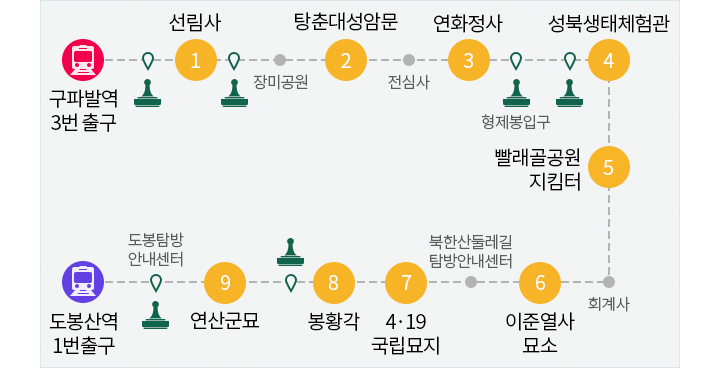 선림사
탕춘대성암문
연화정사
성북생태체험관
1
2
3
4
장미공원
전심사
구파발역
3번 출구
형제봉입구
빨래골공원
지킴터
5
도봉탐방
안내센터
북한산둘레길
탐방안내센터
9
8
7
6
회계사
도봉산역
1번출구
연산군묘
봉황각
4·19
국립묘지
이준열사
묘소